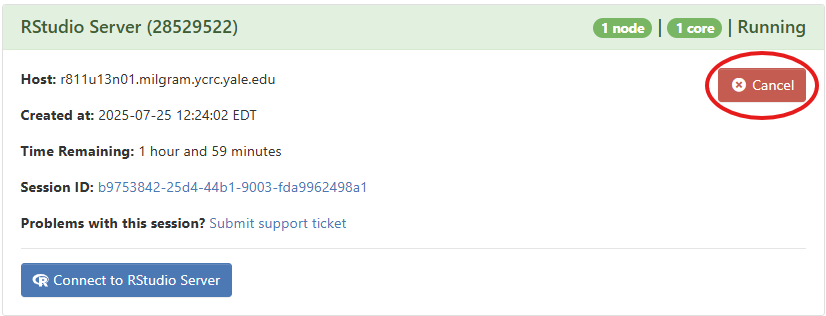 RStudio Server (28529522)
1 node | 1 core | Running
Host: r811u13n01.milgram.ycrc.yale.edu
Cancel
Created at: 2025-07-25 12:24:02 EDT
Time Remaining: 1 hour and 59 minutes
Session ID: b9753842-25d4-44b1-9003-fda9962498a1
Problems with this session? Submit support ticket
Connect to RStudio Server